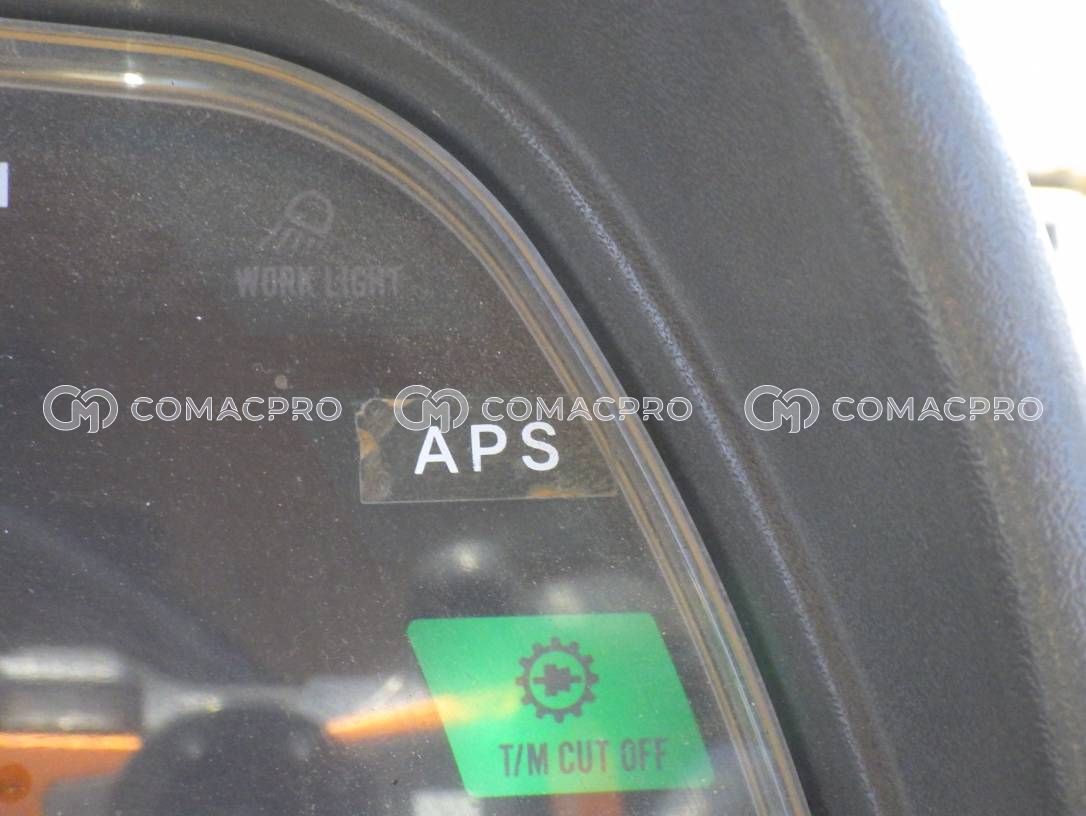 WORK LIGHT
COMACPRO COMACPRO COMACPRO
APS
T/M CUT OFF